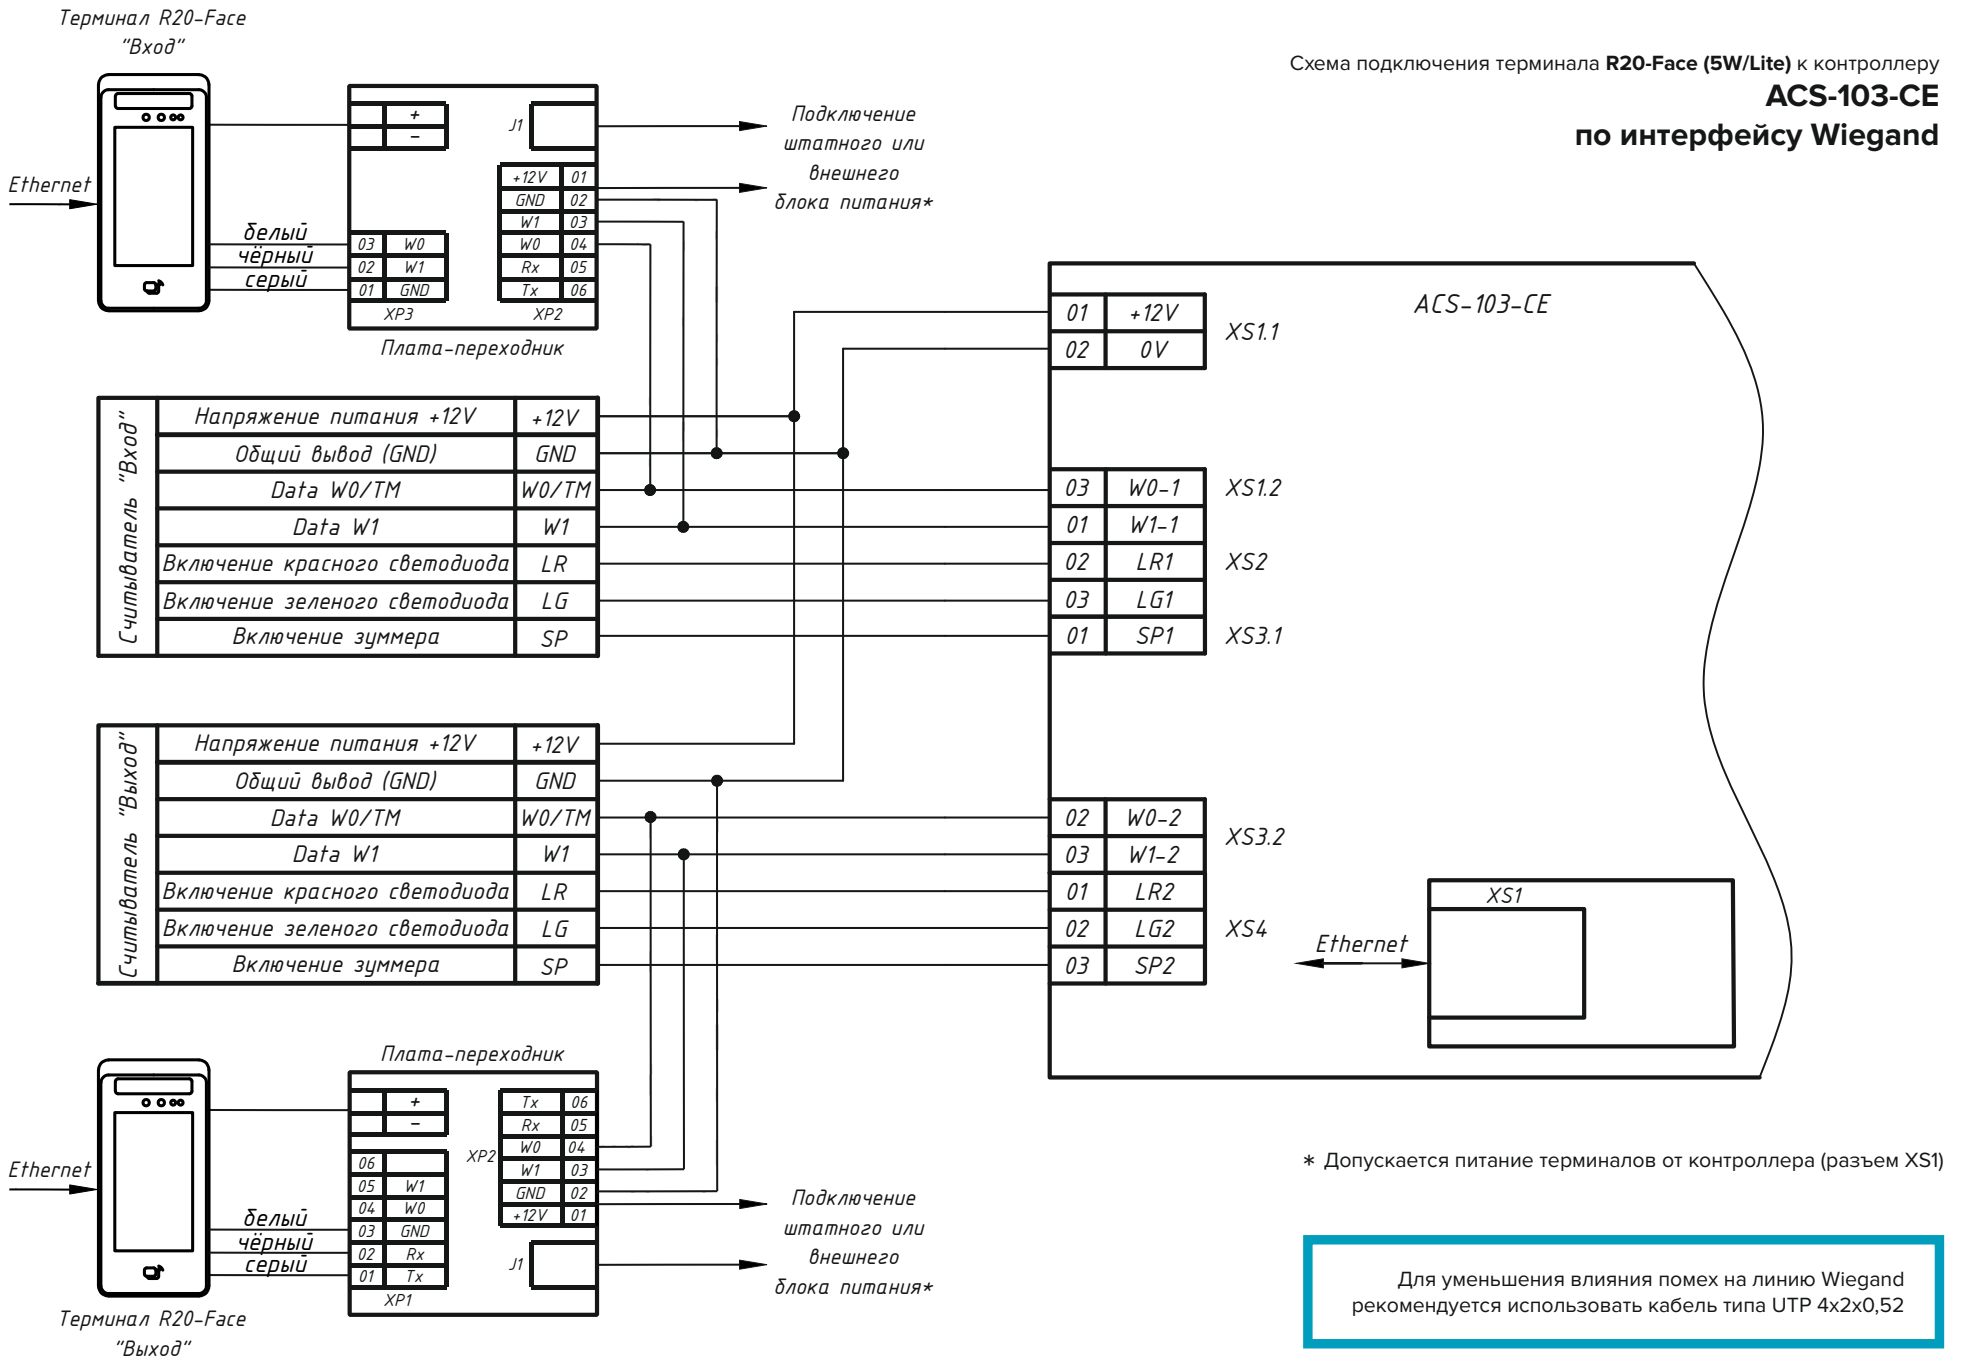 Терминал R20-Face
"Вход"
Схема подключения терминала R20-Face (5W/Lite) к контроллеру
ACS-103-CE
по интерфейсу Wiegand
Ethernet
белый
чёрный
серый
+
−
J1
+12V 01
GND 02
W1 03
W0 04
Rx 05
Tx 06
XP2
03 W0
02 W1
01 GND
XP3
Плата-переходник
Подключение
штатного или
внешнего
блока питания*
Считыватель "Вход"
Напряжение питания +12V +12V
Общий вывод (GND) GND
Data W0/TM W0/TM
Data W1 W1
Включение красного светодиода LR
Включение зеленого светодиода LG
Включение зуммера SP
ACS-103-CE
01 +12V
02 0V
XS1.1
03 W0-1 XS1.2
01 W1-1
02 LR1 XS2
03 LG1
01 SP1 XS3.1
Считыватель "Выход"
Напряжение питания +12V +12V
Общий вывод (GND) GND
Data W0/TM W0/TM
Data W1 W1
Включение красного светодиода LR
Включение зеленого светодиода LG
Включение зуммера SP
02 W0-2
XS3.2
03 W1-2
01 LR2
02 LG2 XS4
03 SP2
XS1
Ethernet
Плата-переходник
+
−
Tx 06
Rx 05
W0 04
W1 03
GND 02
+12V 01
XP2
J1
06
05 W1
04 W0
03 GND
02 Rx
01 Tx
XP1
Ethernet
белый
чёрный
серый
Терминал R20-Face
"Выход"
Подключение
штатного или
внешнего
блока питания*
* Допускается питание терминалов от контроллера (разъем XS1)
Для уменьшения влияния помех на линию Wiegand
рекомендуется использовать кабель типа UTP 4x2x0,52